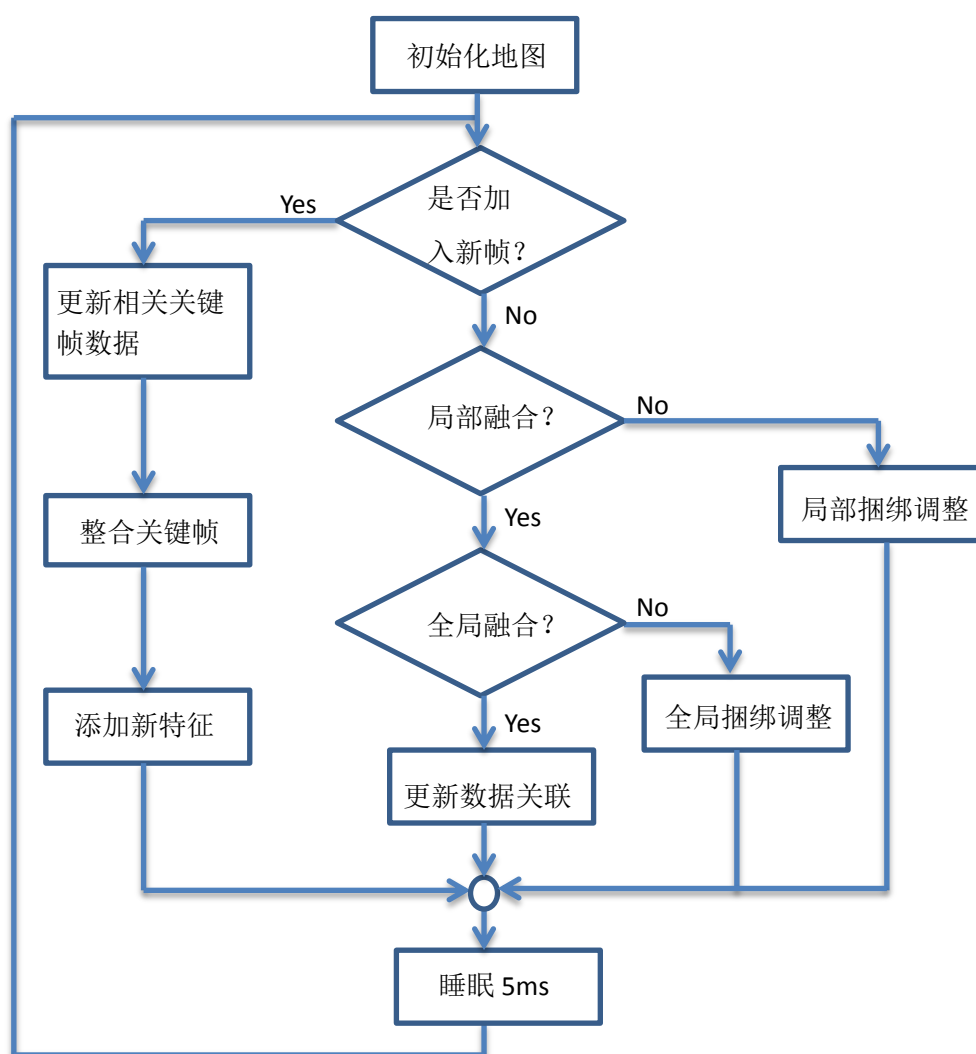 初始化地图
是否加
入新帧？
Yes
No
更新相关关键
帧数据
局部融合？
No
整合关键帧
Yes
局部捆绑调整
全局融合？
No
添加新特征
Yes
全局捆绑调整
更新数据关联
睡眠 5ms